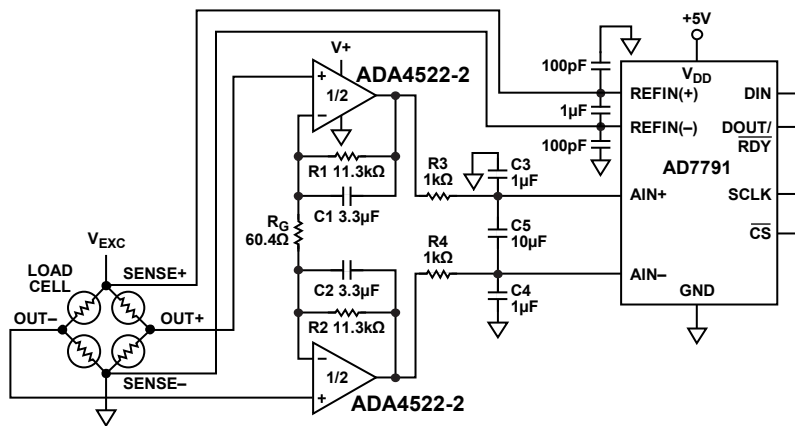 +5V
V+
ADA4522-2
1/2
100pF
VDD
REFIN(+)
DIN
1µF
REFIN(–)
DOUT/
RDY
100pF
AD7791
R1 11.3kΩ
R3
1kΩ
C3
1µF
AIN+
SCLK
C1 3.3µF
RG
60.4Ω
C5
10µF
CS
VEXC
R4
1kΩ
LOAD
CELL
SENSE+
AIN–
C2 3.3µF
C4
1µF
GND
OUT–
OUT+
R2 11.3kΩ
SENSE–
1/2
ADA4522-2
+
–
–
+